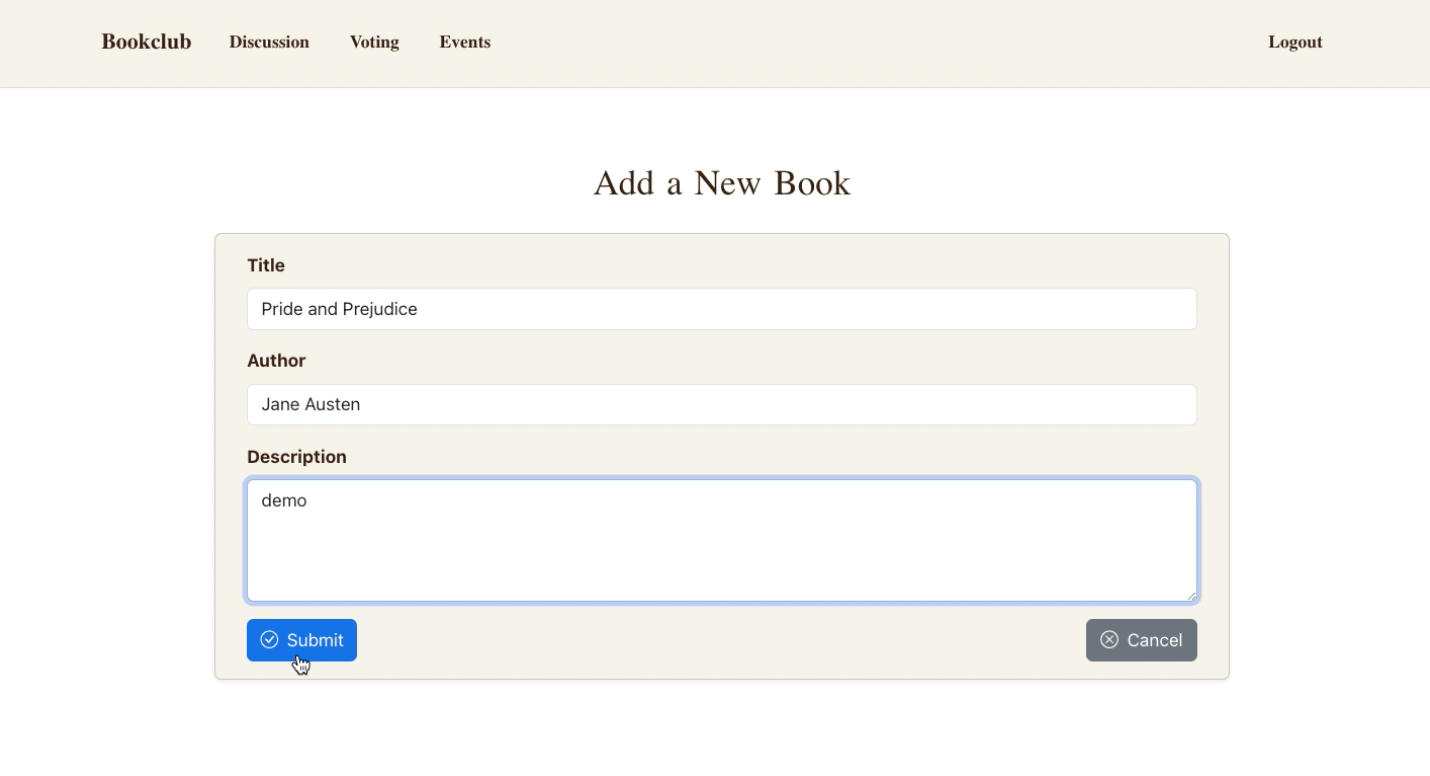 Bookclub Discussion Voting Events Logout
Add a New Book
Title
Pride and Prejudice
Author
Jane Austen
Description
demo
Submit Cancel